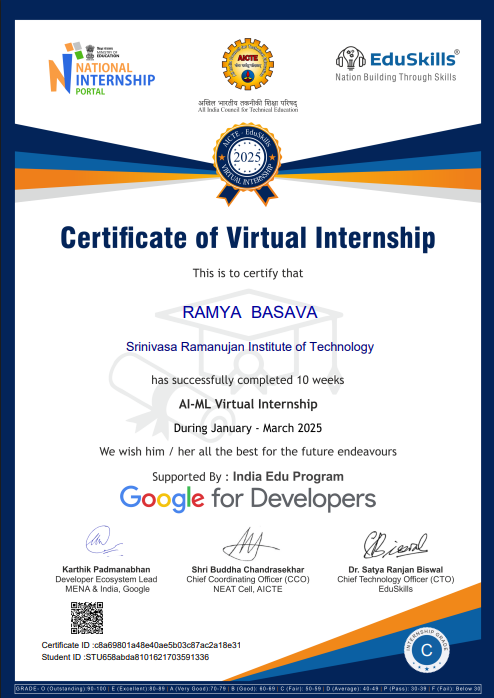 शिक्षा मंत्रालय
MINISTRY OF
EDUCATION
NATIONAL
INTERNSHIP
PORTAL
AICTE
अखिल भारतीय तकनीकी शिक्षा परिषद्
All India Council for Technical Education
EduSkills®
Nation Building Through Skills
AICTE - EduSkills
2025
VIRTUAL INTERNSHIP
Certificate of Virtual Internship
This is to certify that
RAMYA BASAVA
Srinivasa Ramanujan Institute of Technology
has successfully completed 10 weeks
AI-ML Virtual Internship
During January - March 2025
We wish him / her all the best for the future endeavours
Supported By : India Edu Program
Google for Developers
Karthik Padmanabhan
Developer Ecosystem Lead
MENA & India, Google
Shri Buddha Chandrasekhar
Chief Coordinating Officer (CCO)
NEAT Cell, AICTE
Dr. Satya Ranjan Biswal
Chief Technology Officer (CTO)
EduSkills
Certificate ID :c8a69801a48e40ae5b03c87ac2a18e31
Student ID :STU658abda8101621703591336
INTERNSHIP GRADE
C
GRADE:- O (Outstanding):90-100 | E (Excellent):80-89 | A (Very Good):70-79 | B (Good): 60-69 | C (Fair): 50-59 | D (Average): 40-49 | P (Pass): 30-39 | F (Fail): Below 30